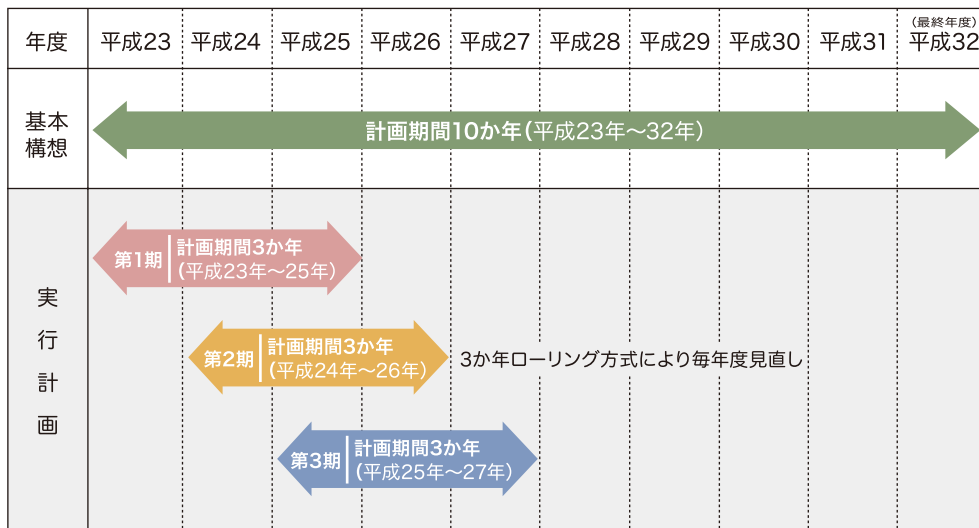 年度 平成23 平成24 平成25 平成26 平成27 平成28 平成29 平成30 平成31 (最終年度) 平成32
基本
構想
計画期間10か年(平成23年～32年)
実行計画
第1期 計画期間3か年
(平成23年～25年)
第2期 計画期間3か年
(平成24年～26年)
3か年ローリング方式により毎年度見直し
第3期 計画期間3か年
(平成25年～27年)